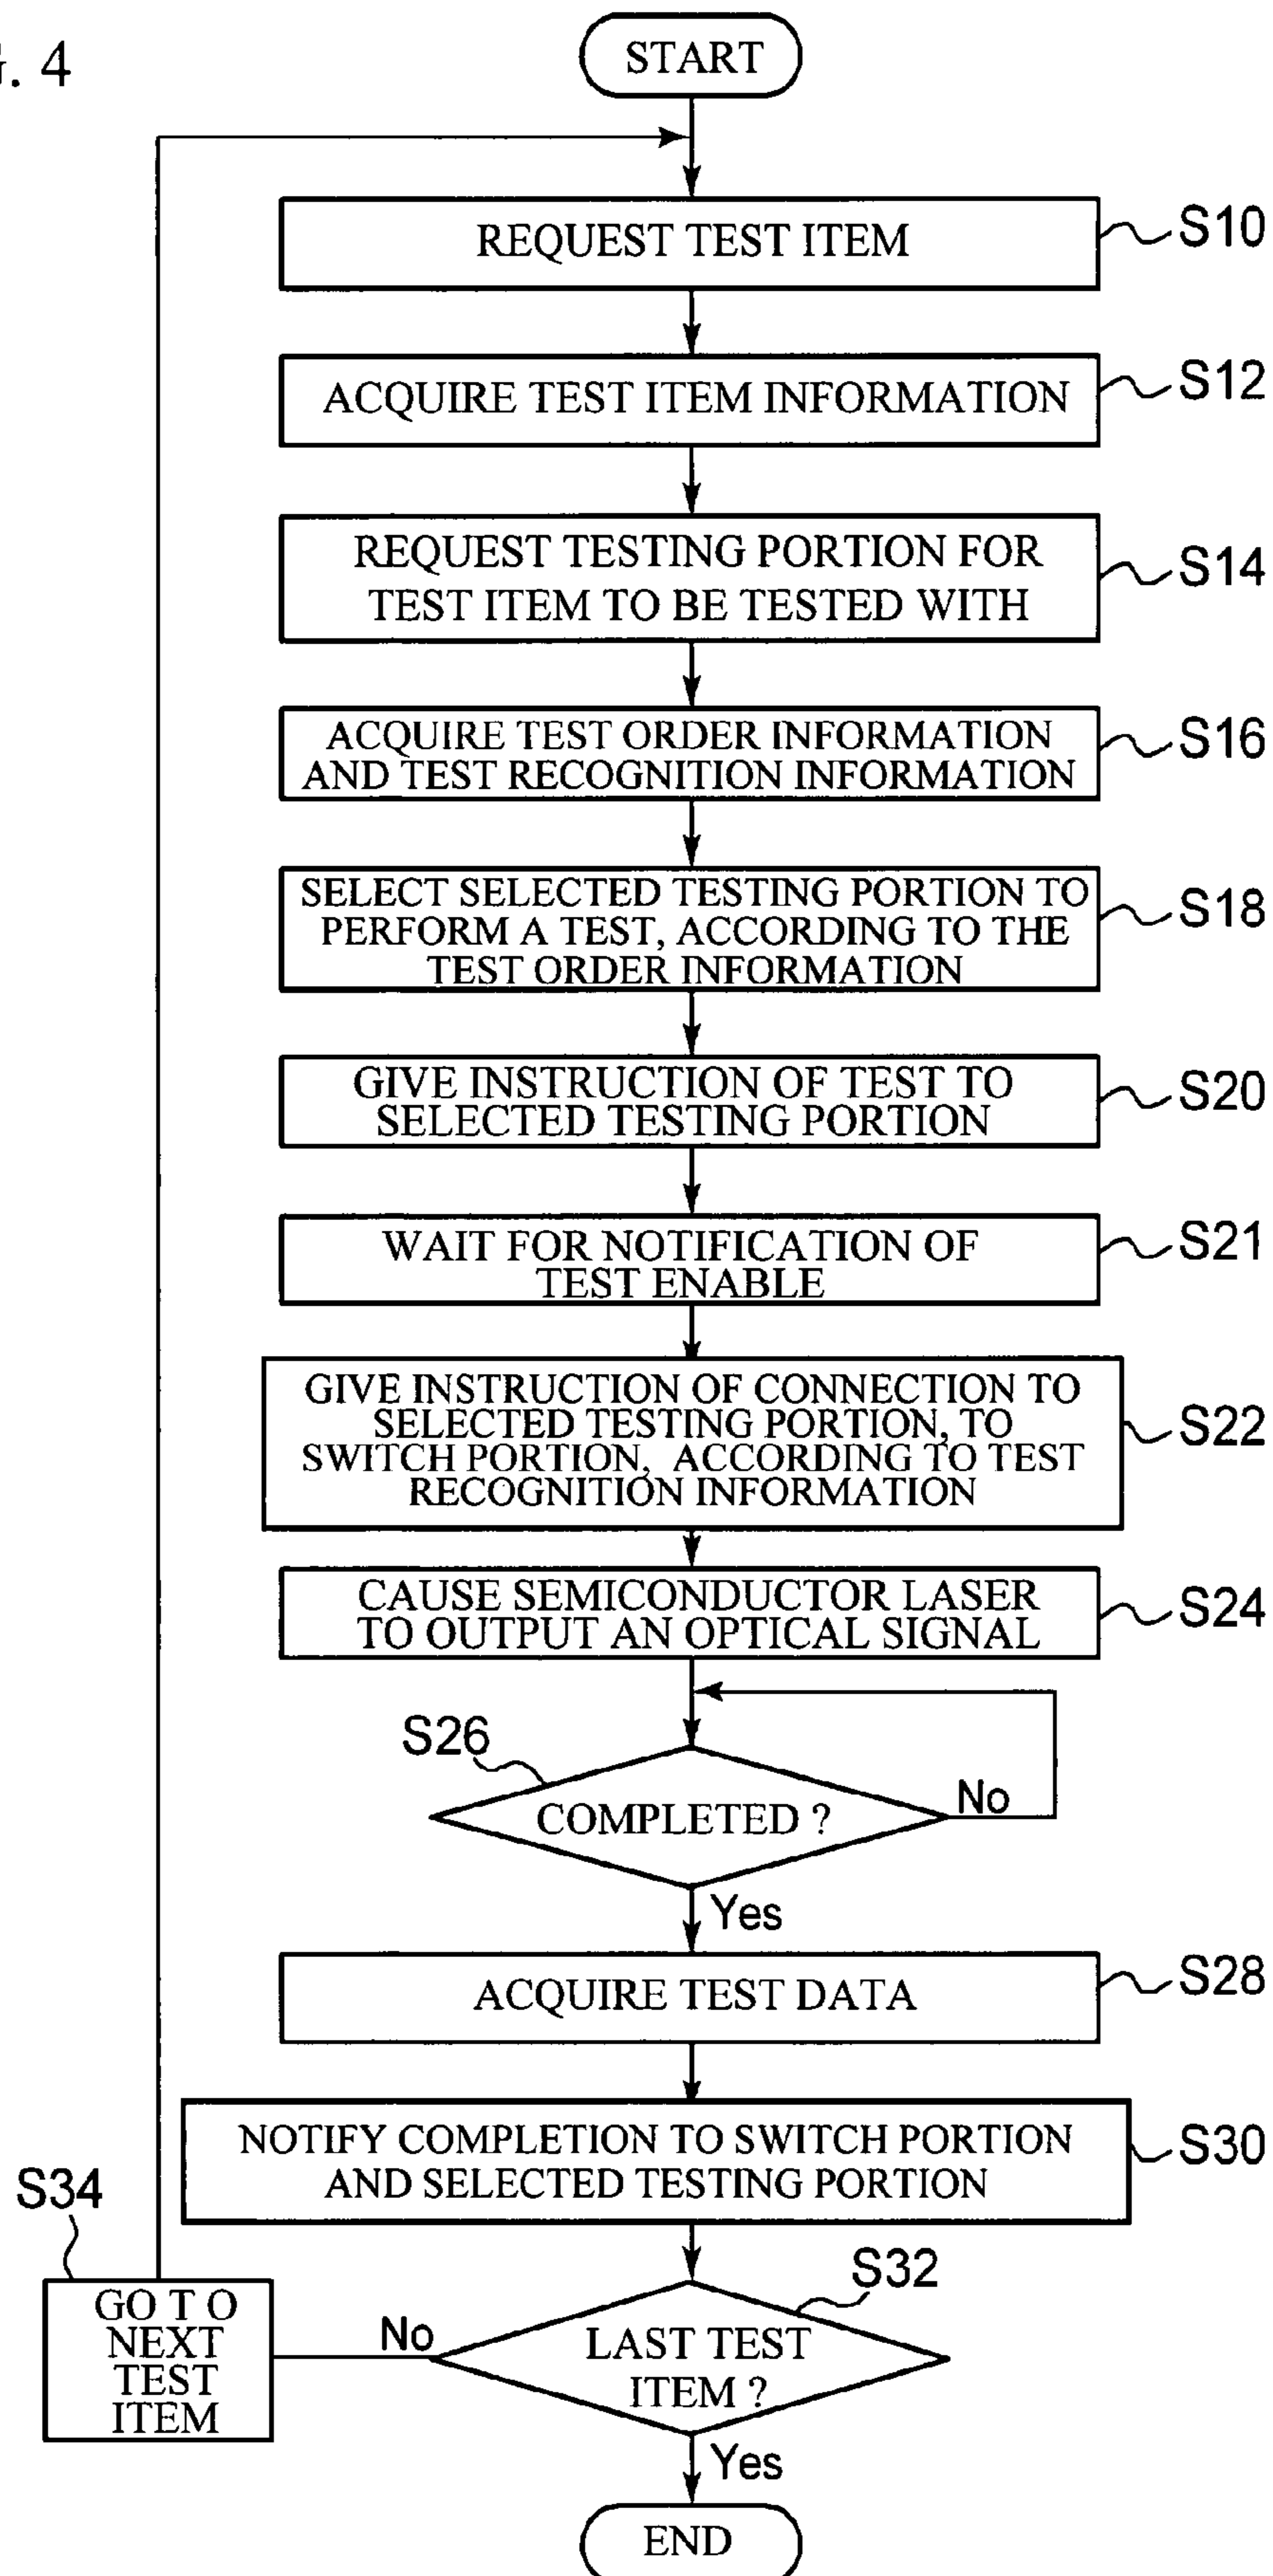 G. 4
START
REQUEST TEST ITEM
S10
ACQUIRE TEST ITEM INFORMATION
S12
REQUEST TESTING PORTION FOR
TEST ITEM TO BE TESTED WITH
S14
ACQUIRE TEST ORDER INFORMATION
AND TEST RECOGNITION INFORMATION
S16
SELECT SELECTED TESTING PORTION TO
PERFORM A TEST, ACCORDING TO THE
TEST ORDER INFORMATION
S18
GIVE INSTRUCTION OF TEST TO
SELECTED TESTING PORTION
S20
WAIT FOR NOTIFICATION OF
TEST ENABLE
S21
GIVE INSTRUCTION OF CONNECTION TO
SELECTED TESTING PORTION, TO
SWITCH PORTION, ACCORDING TO TEST
RECOGNITION INFORMATION
S22
CAUSE SEMICONDUCTOR LASER
TO OUTPUT AN OPTICAL SIGNAL
S24
S26
COMPLETED ?
No
Yes
ACQUIRE TEST DATA
S28
NOTIFY COMPLETION TO SWITCH PORTION
AND SELECTED TESTING PORTION
S30
S34
GO T O
NEXT
TEST
ITEM
S32
No
LAST TEST
ITEM ?
Yes
END